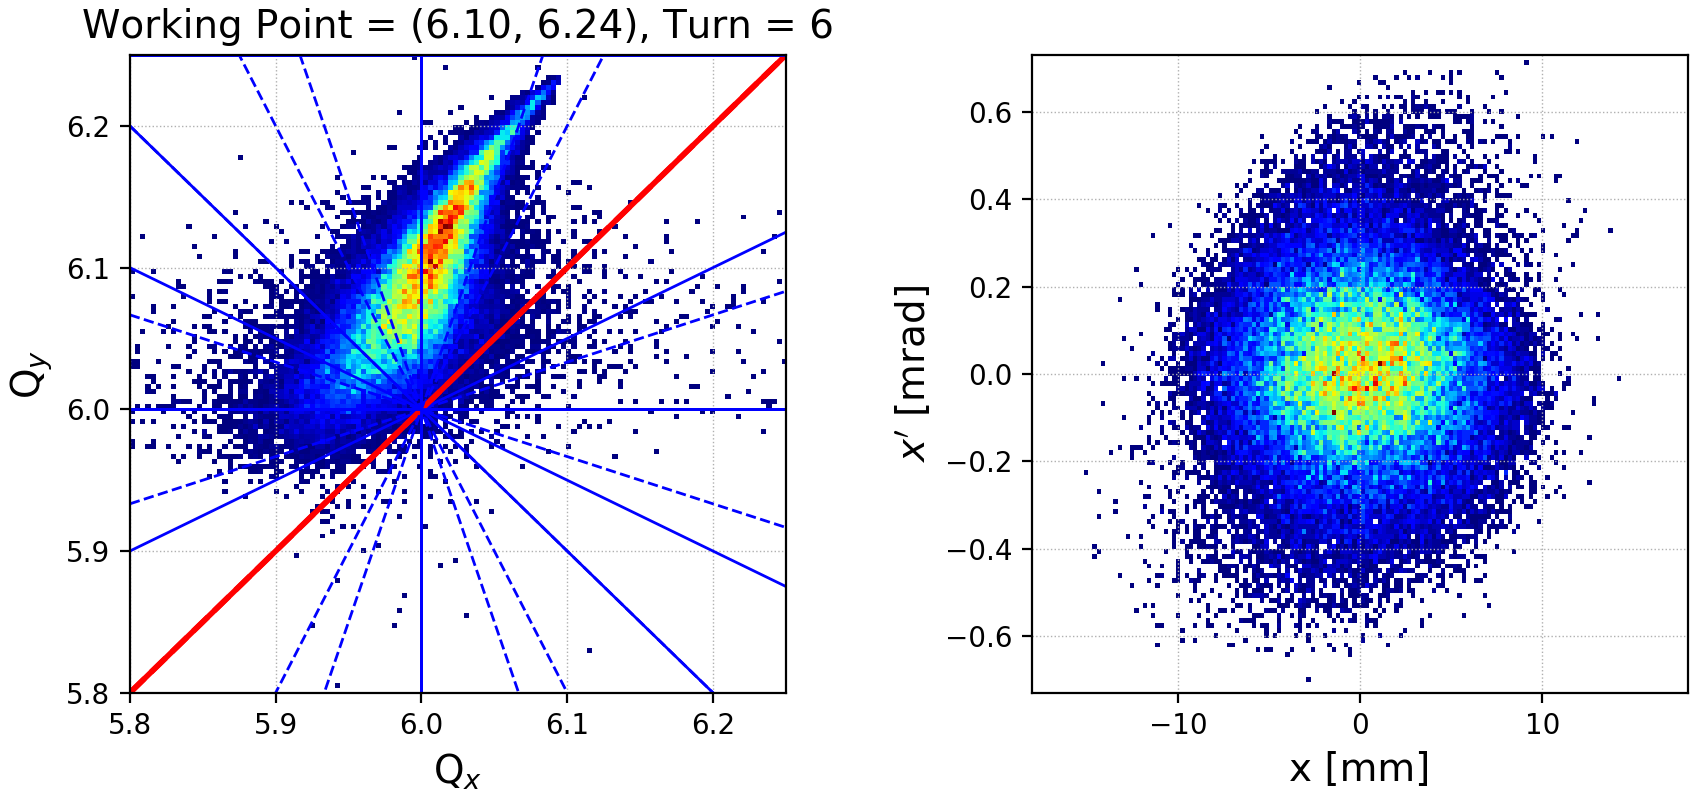 Working Point = (6.10, 6.24), Turn = 6
6.2
6.1
6.0
5.9
5.8
Qy
5.8 5.9 6.0 6.1 6.2
Qx
0.6
0.4
0.2
0.0
−0.2
−0.4
−0.6
x′ [mrad]
−10 0 10
x [mm]